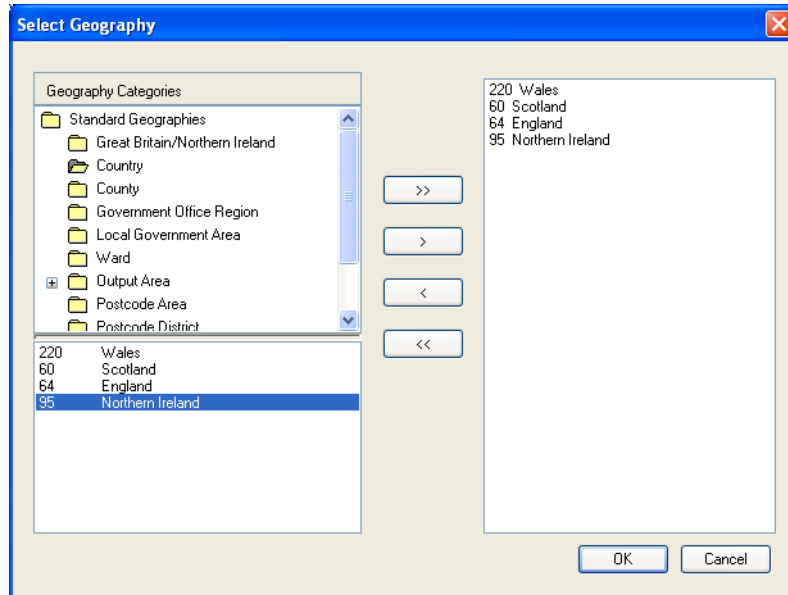 Select Geography
Geography Categories
Standard Geographies
Great Britain/Northern Ireland
Country
County
Government Office Region
Local Government Area
Ward
Output Area
Postcode Area
Postcode District
220 Wales
60 Scotland
64 England
95 Northern Ireland
>>
>
<
<<
220 Wales
60 Scotland
64 England
95 Northern Ireland
OK
Cancel